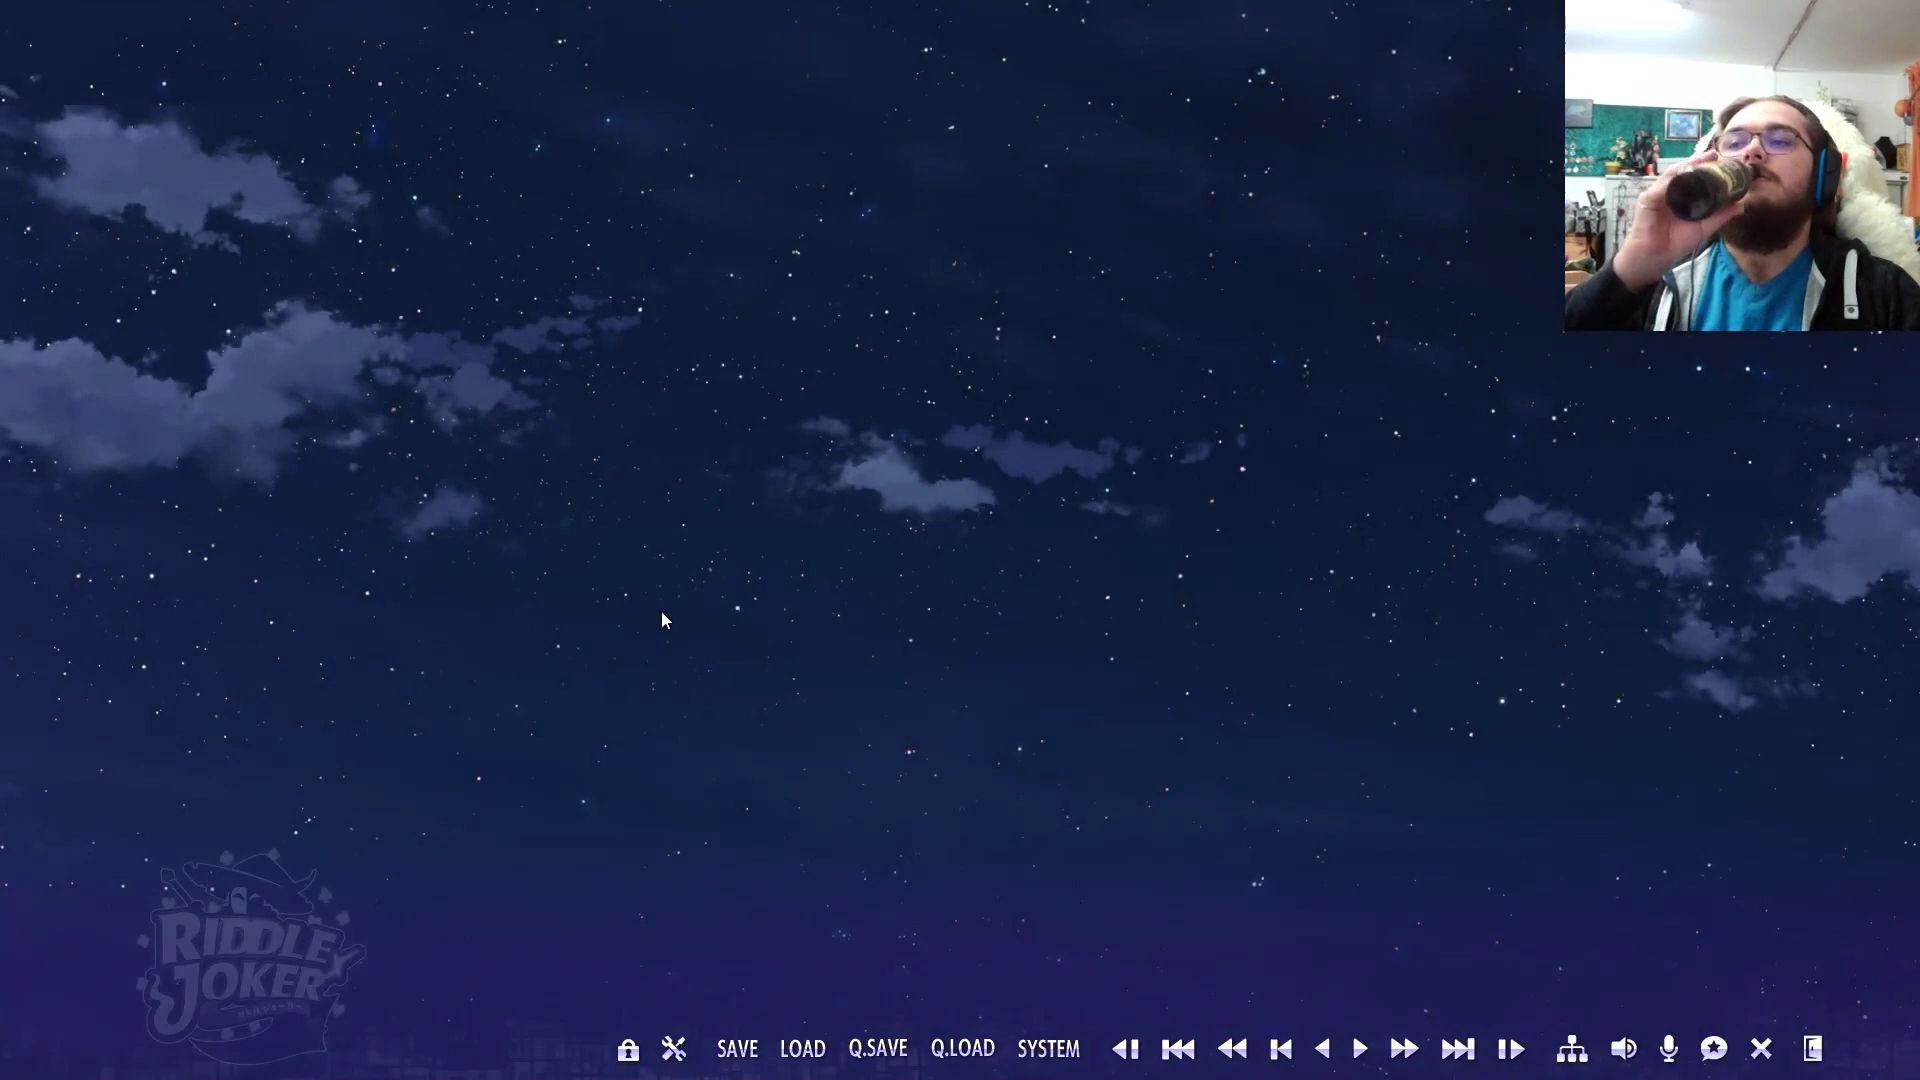 RIDDLE
JOKER
SAVE LOAD Q.SAVE Q.LOAD SYSTEM